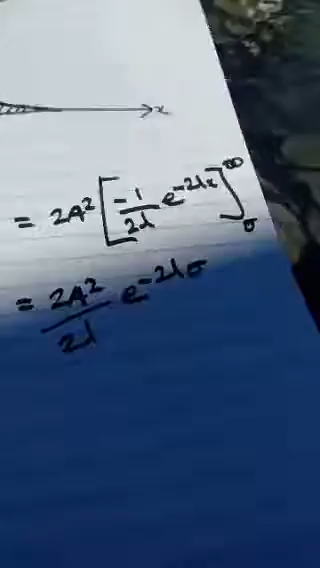 x
= 2A² [ -1/2λ e^-2λx ]_σ^∞
= 2A²/2λ e^-2λσ